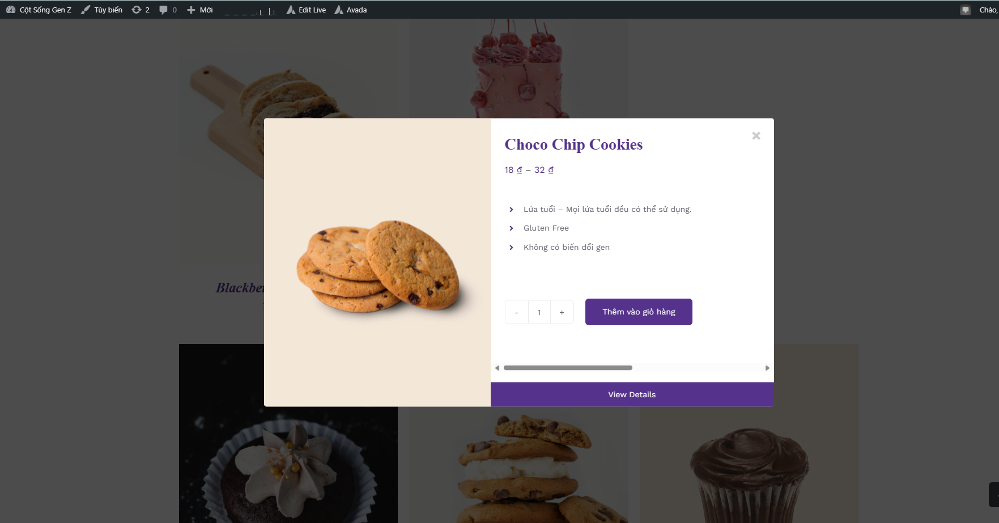 Cột Sống Gen Z Tùy biến 2 0 Mới Edit Live Avada Chào,
Choco Chip Cookies
18 ₫ – 32 ₫
Lứa tuổi – Mọi lứa tuổi đều có thể sử dụng.
Gluten Free
Không có biến đổi gen
- 1 + Thêm vào giỏ hàng
View Details